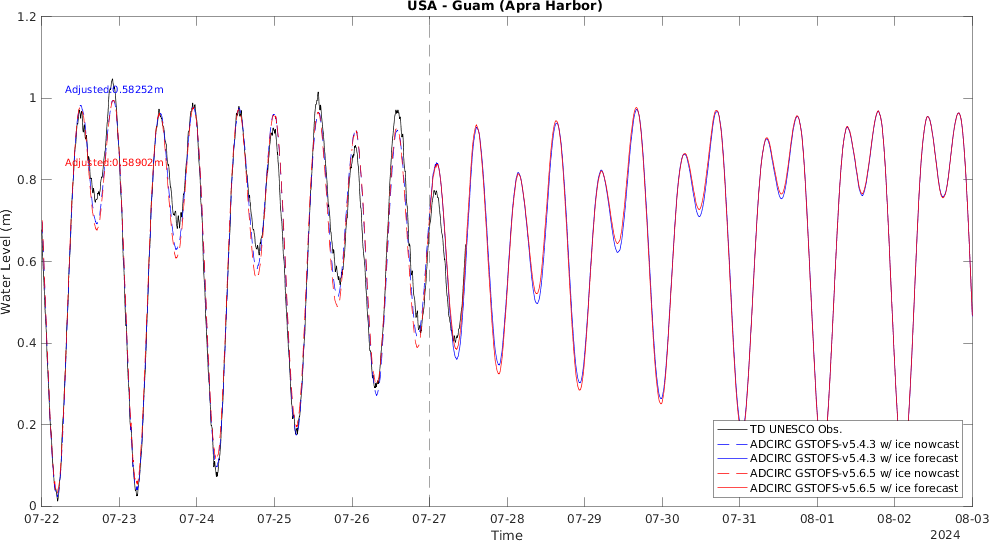 USA - Guam (Apra Harbor)
1.2
1
0.8
0.6
0.4
0.2
0
Water Level (m)
Adjusted:0.58252m
Adjusted:0.58902m
TD UNESCO Obs.
ADCIRC GSTOFS-v5.4.3 w/ ice nowcast
ADCIRC GSTOFS-v5.4.3 w/ ice forecast
ADCIRC GSTOFS-v5.6.5 w/ ice nowcast
ADCIRC GSTOFS-v5.6.5 w/ ice forecast
07-22 07-23 07-24 07-25 07-26 07-27 07-28 07-29 07-30 07-31 08-01 08-02 08-03
Time
2024